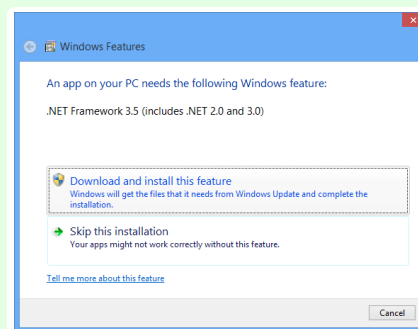 Windows Features
An app on your PC needs the following Windows feature:
.NET Framework 3.5 (includes .NET 2.0 and 3.0)
Download and install this feature
Windows will get the files that it needs from Windows Update and complete the
installation.
Skip this installation
Your apps might not work correctly without this feature.
Tell me more about this feature
Cancel